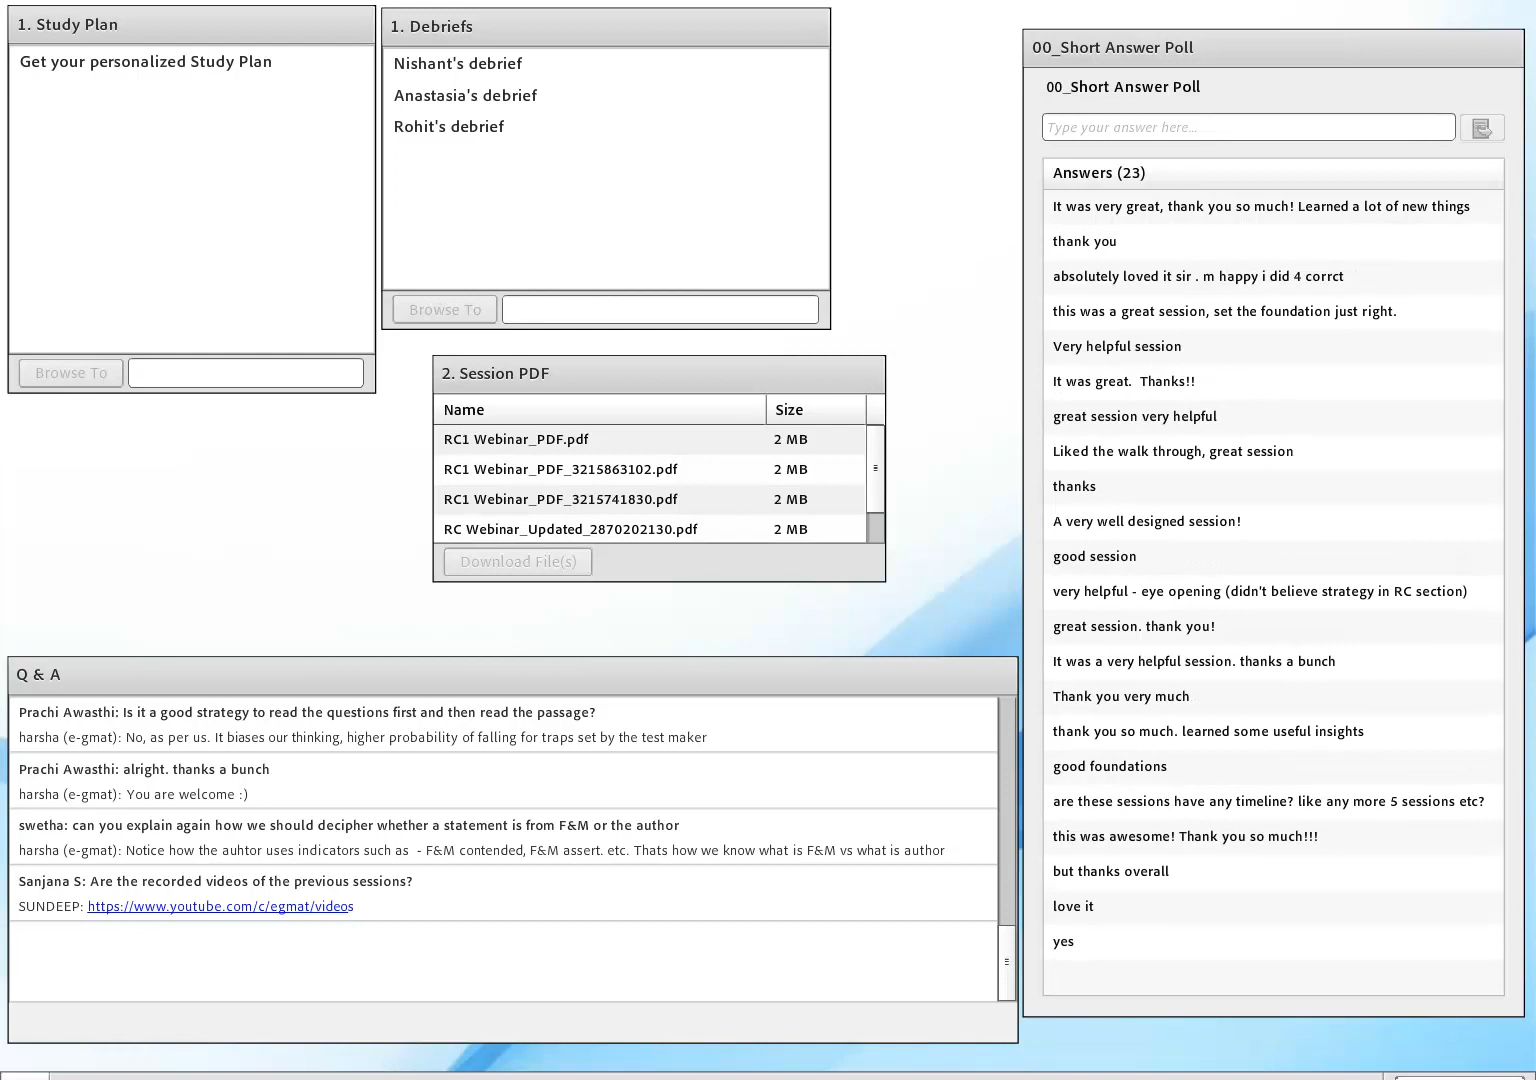 1. Study Plan
Get your personalized Study Plan
Browse To
1. Debriefs
Nishant's debrief
Anastasia's debrief
Rohit's debrief
Browse To
2. Session PDF
Name Size
RC1 Webinar_PDF.pdf 2 MB
RC1 Webinar_PDF_3215863102.pdf 2 MB
RC1 Webinar_PDF_3215741830.pdf 2 MB
RC Webinar_Updated_2870202130.pdf 2 MB
Download File(s)
Q & A
Prachi Awasthi: Is it a good strategy to read the questions first and then read the passage?
harsha (e-gmat): No, as per us. It biases our thinking, higher probability of falling for traps set by the test maker
Prachi Awasthi: alright. thanks a bunch
harsha (e-gmat): You are welcome :)
swetha: can you explain again how we should decipher whether a statement is from F&M or the author
harsha (e-gmat): Notice how the auhtor uses indicators such as - F&M contended, F&M assert. etc. Thats how we know what is F&M vs what is author
Sanjana S: Are the recorded videos of the previous sessions?
SUNDEEP: https://www.youtube.com/c/egmat/videos
00_Short Answer Poll
00_Short Answer Poll
Type your answer here...
Answers (23)
It was very great, thank you so much! Learned a lot of new things
thank you
absolutely loved it sir . m happy i did 4 corrct
this was a great session, set the foundation just right.
Very helpful session
It was great. Thanks!!
great session very helpful
Liked the walk through, great session
thanks
A very well designed session!
good session
very helpful - eye opening (didn't believe strategy in RC section)
great session. thank you!
It was a very helpful session. thanks a bunch
Thank you very much
thank you so much. learned some useful insights
good foundations
are these sessions have any timeline? like any more 5 sessions etc?
this was awesome! Thank you so much!!!
but thanks overall
love it
yes